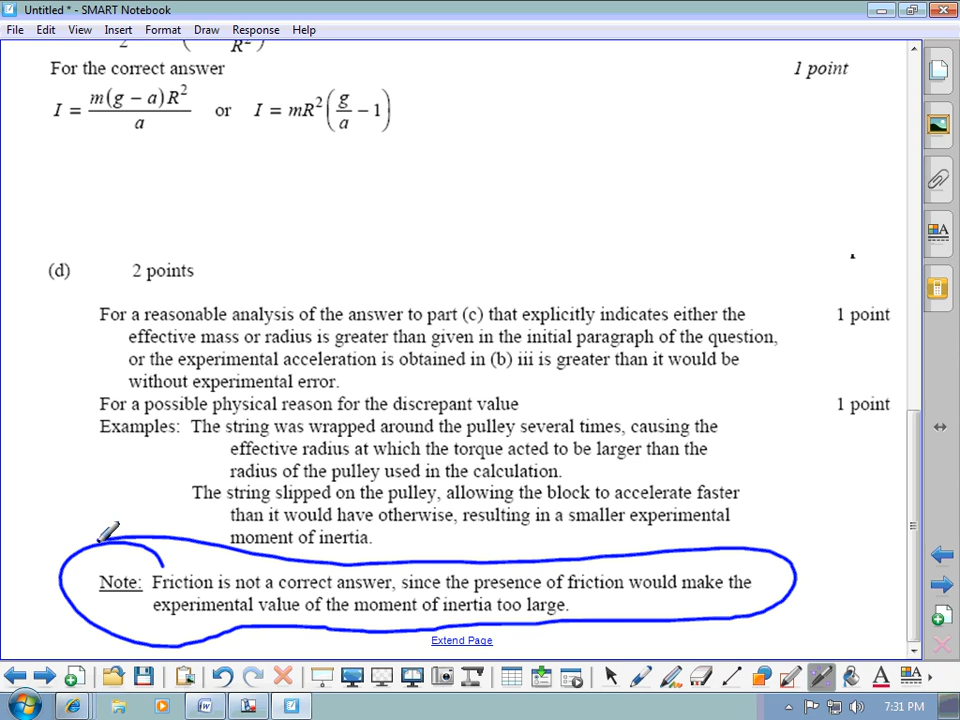 Untitled * - SMART Notebook
File Edit View Insert Format Draw Response Help
2 ( R²)
For the correct answer 1 point
I = m(g − a)R² / a or I = mR² (g/a − 1)
(d) 2 points
For a reasonable analysis of the answer to part (c) that explicitly indicates either the 1 point
effective mass or radius is greater than given in the initial paragraph of the question,
or the experimental acceleration is obtained in (b) iii is greater than it would be
without experimental error.
For a possible physical reason for the discrepant value 1 point
Examples: The string was wrapped around the pulley several times, causing the
effective radius at which the torque acted to be larger than the
radius of the pulley used in the calculation.
The string slipped on the pulley, allowing the block to accelerate faster
than it would have otherwise, resulting in a smaller experimental
moment of inertia.
Note: Friction is not a correct answer, since the presence of friction would make the
experimental value of the moment of inertia too large.
Extend Page
7:31 PM